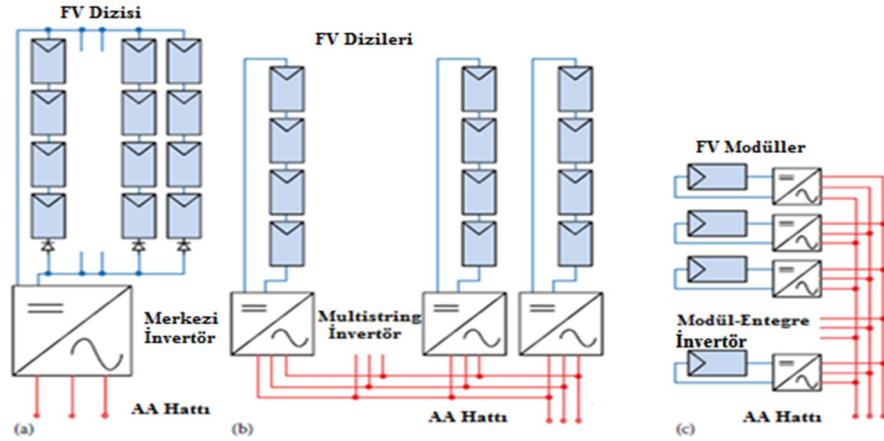 FV Dizisi
FV Dizileri
FV Modüller
Merkezi
İnvertör
Multistring
İnvertör
Modül-Entegre
İnvertör
(a)
AA Hattı
(b)
AA Hattı
(c)
AA Hattı